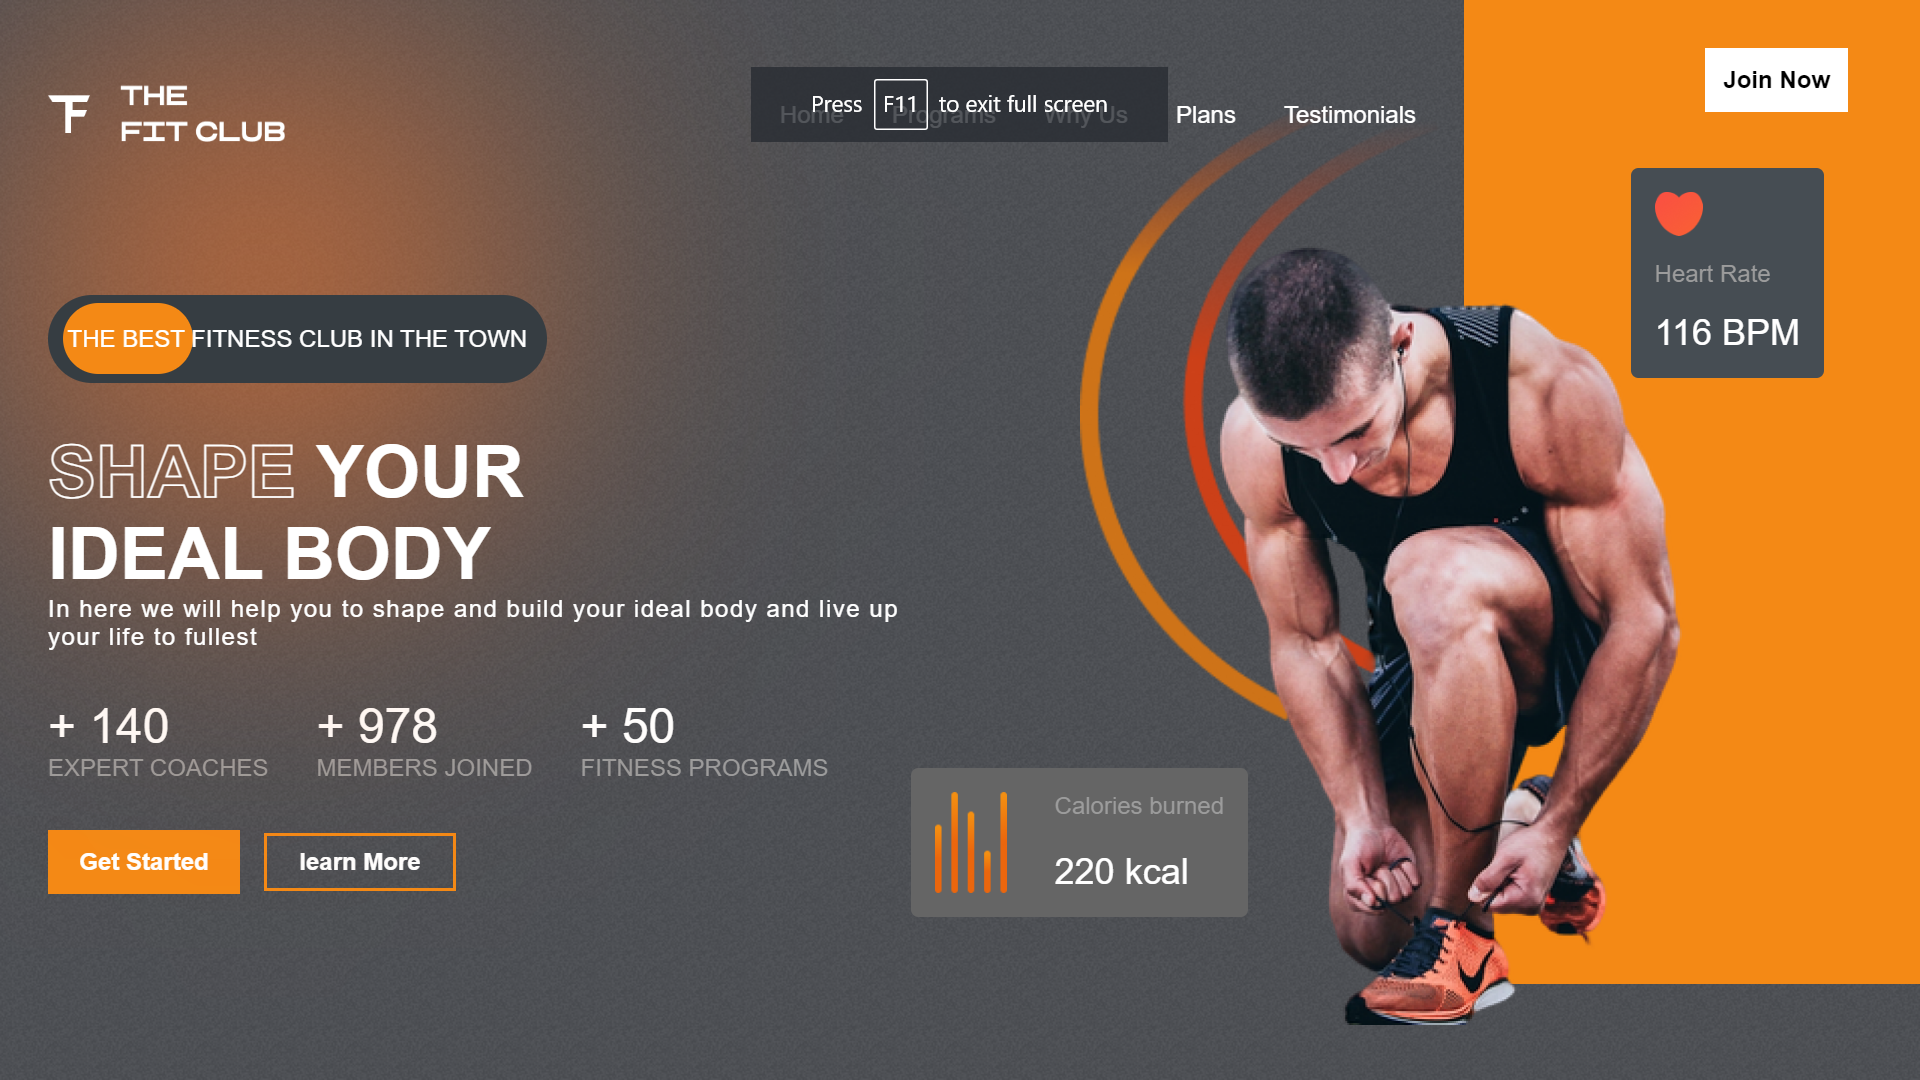 THE
FIT CLUB
Press F11 to exit full screen
Home Programs Why Us Plans Testimonials
Join Now
Heart Rate
116 BPM
THE BEST FITNESS CLUB IN THE TOWN
SHAPE YOUR
IDEAL BODY
In here we will help you to shape and build your ideal body and live up
your life to fullest
+ 140
EXPERT COACHES
+ 978
MEMBERS JOINED
+ 50
FITNESS PROGRAMS
Get Started
learn More
Calories burned
220 kcal